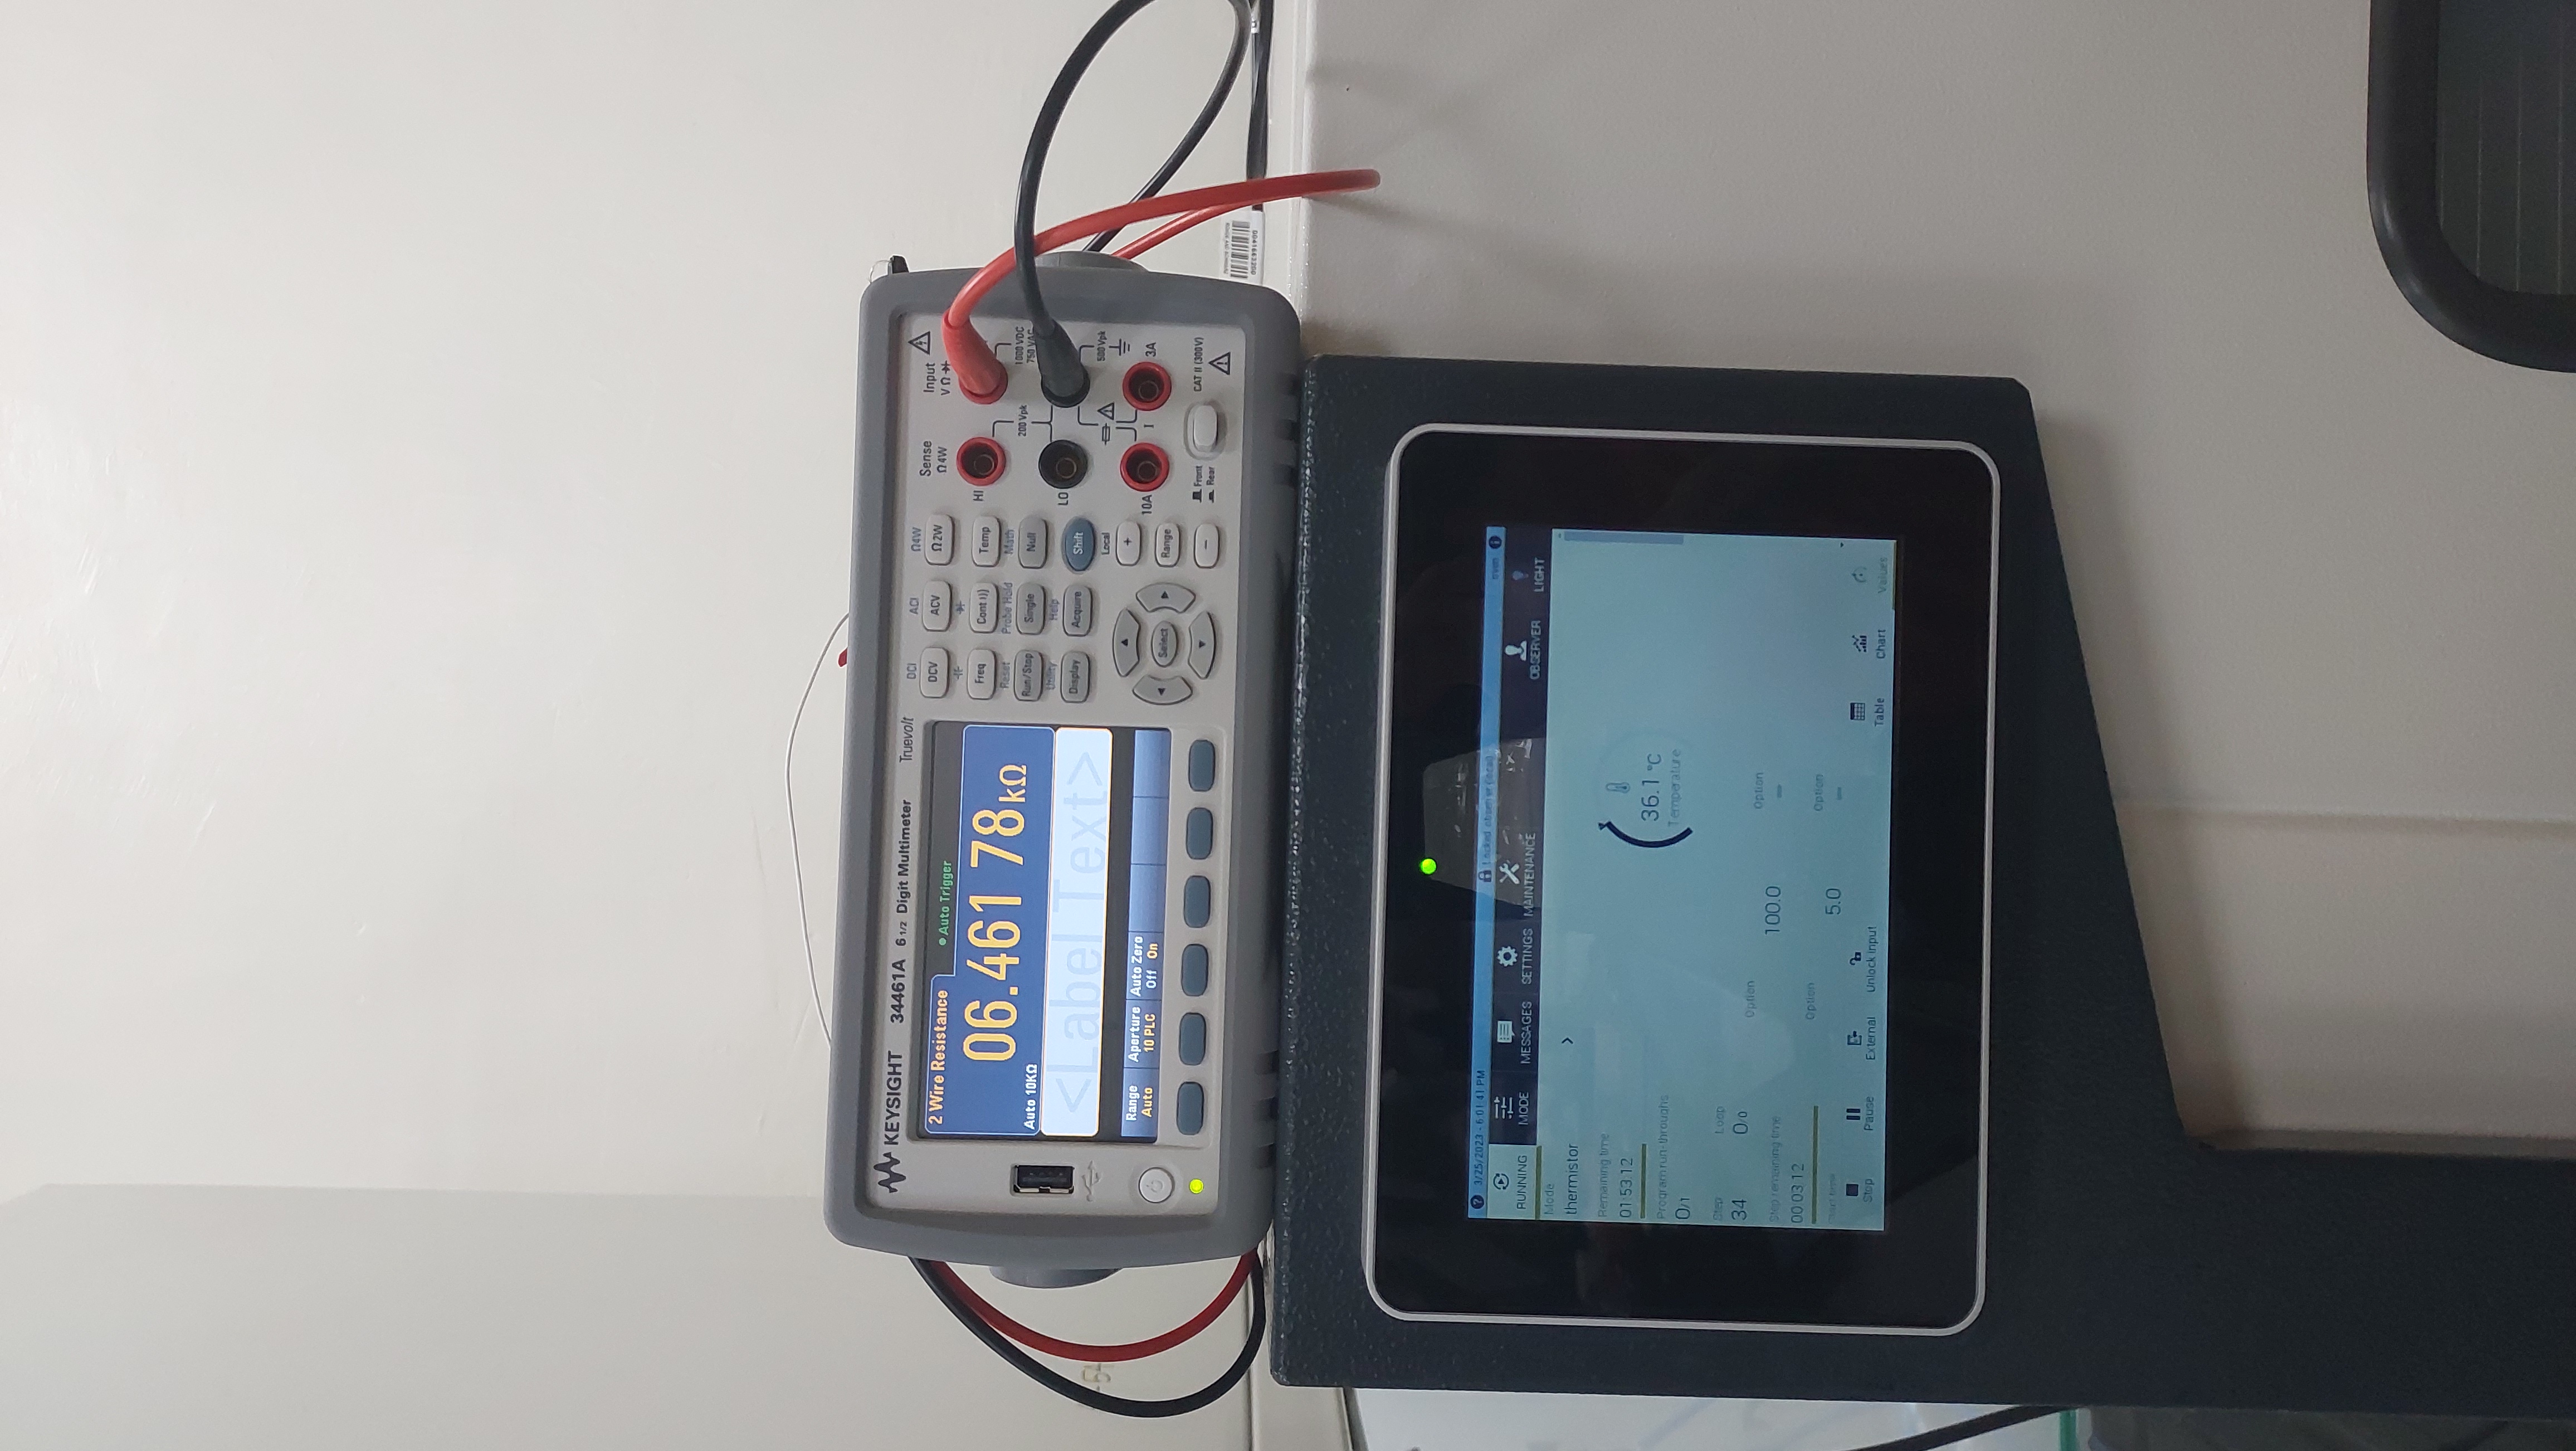 KEYSIGHT 34461A 6 1/2 Digit Multimeter Truevolt
2 Wire Resistance Auto Trigger
06.461 78 kΩ
Auto 10KΩ
<Label Text>
Range Aperture Auto Zero
Auto 10 PLC Off On
DCI ACI Ω4W
DCV ACV Ω2W
Freq Cont Temp
Reset Probe Hold Math
Run/Stop Single Null
Utility Help
Display Acquire Shift
Local
+
Select Range
−
Sense
Ω4W
Input
V Ω
HI
1000 VDC
750 VAC
200 Vpk
LO
500 Vpk
10A I 3A
Front
Rear
CAT II (300V)
3/25/2023 - 6:01:41 PM
oven
RUNNING MODE MESSAGES SETTINGS MAINTENANCE OBSERVER LIGHT
Mode
thermistor
Remaining time
01:53:12
36.1 °C
Temperature
Program run-throughs
0/1
Step Loop
34 0/0
Option 100.0 Option
Step remaining time
00:03:12
Option 5.0 Option
Stop Pause External Unlock input Table Chart Values